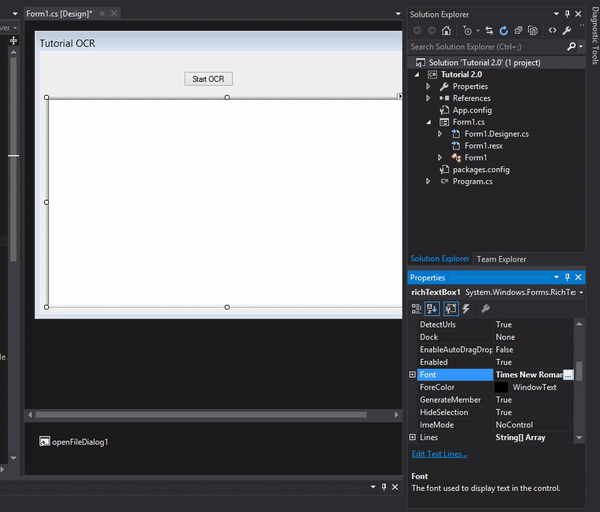 Form1.cs [Design]*
Tutorial OCR
Start OCR
openFileDialog1
Solution Explorer
Search Solution Explorer (Ctrl+;)
Solution 'Tutorial 2.0' (1 project)
Tutorial 2.0
Properties
References
App.config
Form1.cs
Form1.Designer.cs
Form1.resx
Form1
packages.config
Program.cs
Solution Explorer Team Explorer
Properties
richTextBox1 System.Windows.Forms.RichTe
DetectUrls True
Dock None
EnableAutoDragDrop False
Enabled True
Font Times New Roman ...
ForeColor WindowText
GenerateMember True
HideSelection True
ImeMode NoControl
Lines String[] Array
Edit Text Lines...
Font
The font used to display text in the control.
Diagnostic Tools